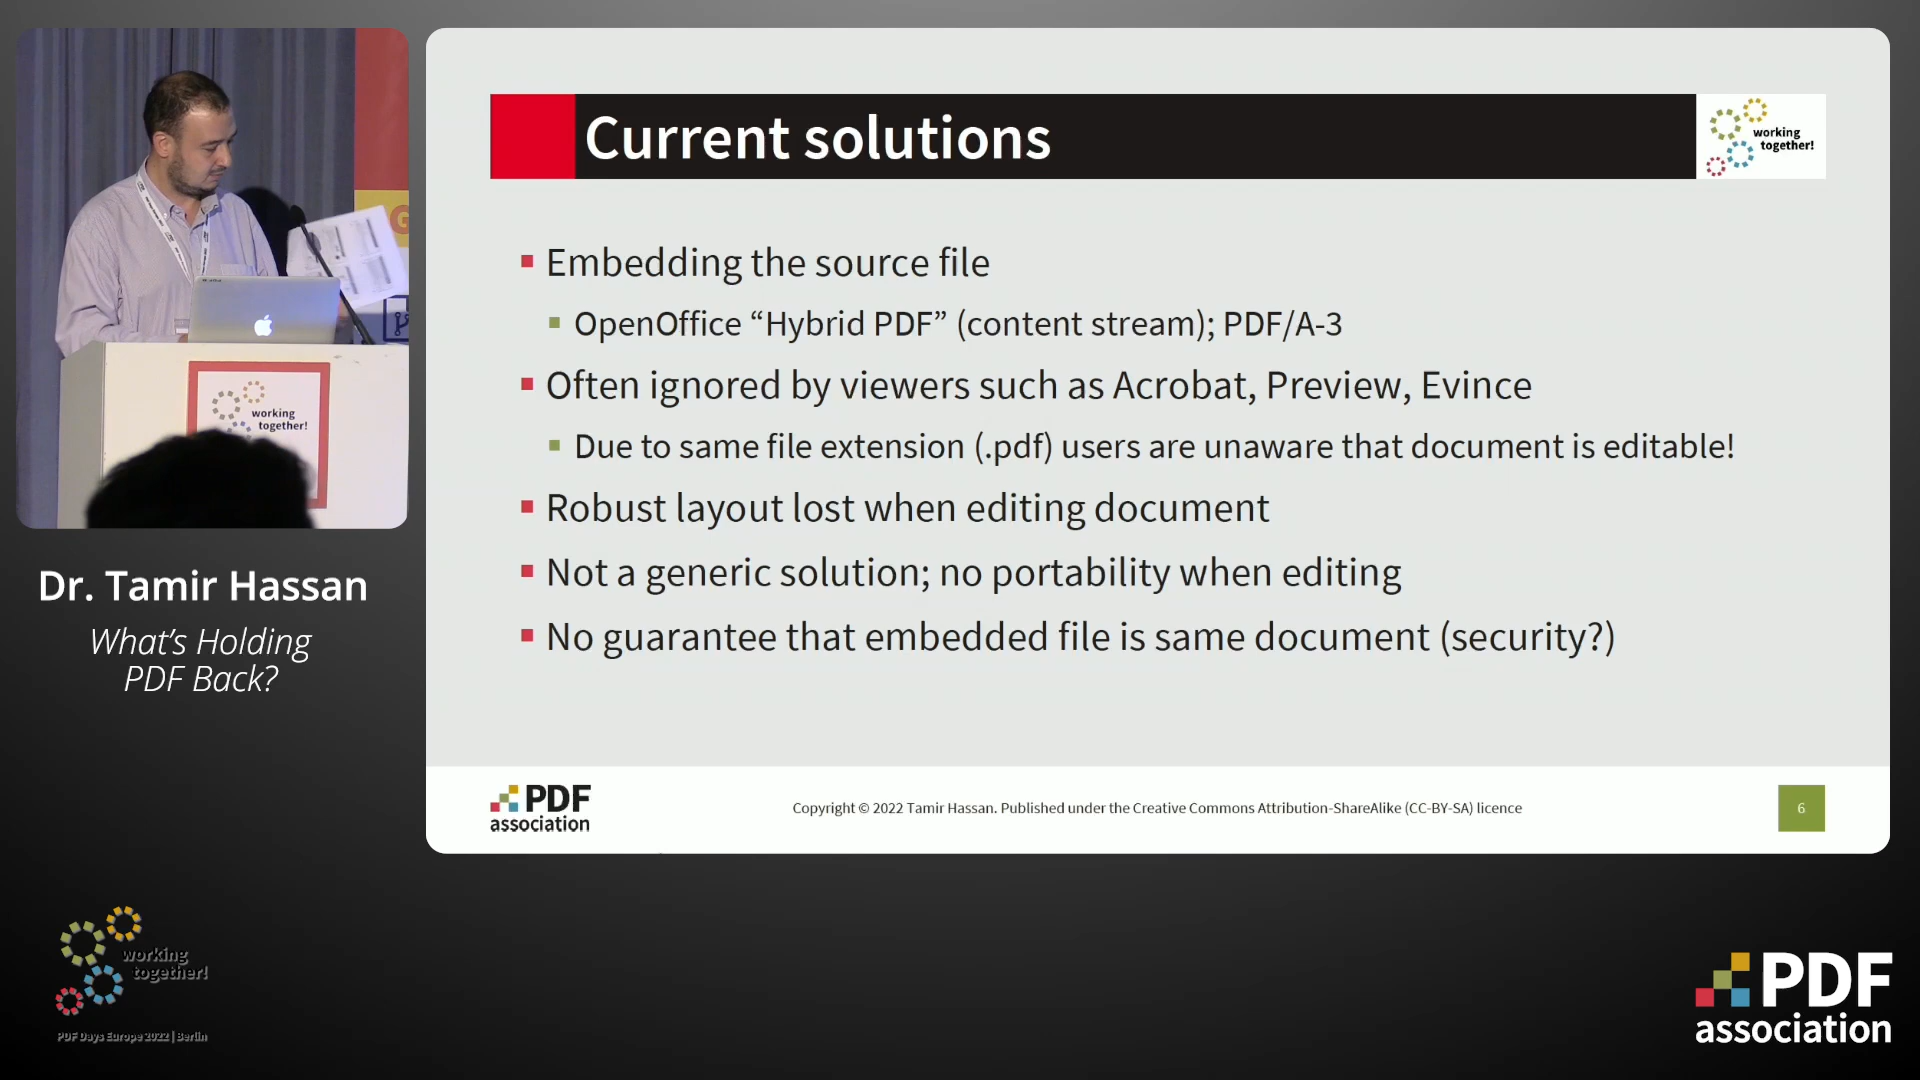 Current solutions
working
together!
Embedding the source file
OpenOffice “Hybrid PDF” (content stream); PDF/A-3
Often ignored by viewers such as Acrobat, Preview, Evince
Due to same file extension (.pdf) users are unaware that document is editable!
Robust layout lost when editing document
Not a generic solution; no portability when editing
No guarantee that embedded file is same document (security?)
PDF
association
Copyright © 2022 Tamir Hassan. Published under the Creative Commons Attribution-ShareAlike (CC-BY-SA) licence
6
working
together!
Dr. Tamir Hassan
What’s Holding
PDF Back?
working
together!
PDF Days Europe 2022 | Berlin
PDF
association